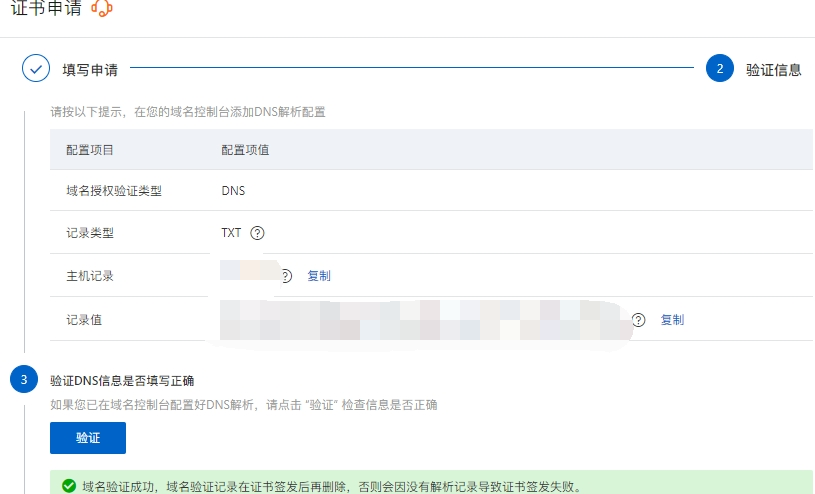 证书申请
填写申请
2 验证信息
请按以下提示，在您的域名控制台添加DNS解析配置
配置项目 配置项值
域名授权验证类型 DNS
记录类型 TXT ?
主机记录 ? 复制
记录值 ? 复制
3 验证DNS信息是否填写正确
如果您已在域名控制台配置好DNS解析，请点击 “验证” 检查信息是否正确
验证
域名验证成功，域名验证记录在证书签发后再删除，否则会因没有解析记录导致证书签发失败。